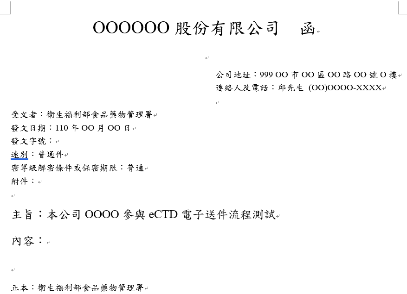 OOOOOO 股份有限公司　函
公司地址：999 OO 市 OO 區 OO 路 OO 號 O 樓
連絡人及電話：邱先生 (OO)OOOO-XXXX
受文者：衛生福利部食品藥物管理署
發文日期：110 年 OO 月 OO 日
發文字號：
速別：普通件
密等級解密條件或保密期限：普通
附件：
主旨：本公司 OOOO 參與 eCTD 電子送件流程測試
內容：
正本：衛生福利部食品藥物管理署